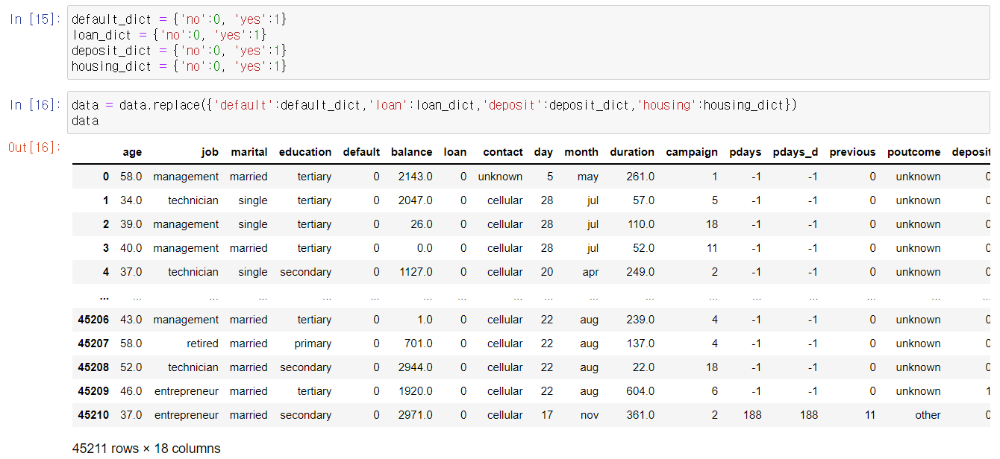 In [15]: default_dict = {'no':0, 'yes':1}
loan_dict = {'no':0, 'yes':1}
deposit_dict = {'no':0, 'yes':1}
housing_dict = {'no':0, 'yes':1}
In [16]: data = data.replace({'default':default_dict,'loan':loan_dict,'deposit':deposit_dict,'housing':housing_dict})
data
Out[16]:
age job marital education default balance loan contact day month duration campaign pdays pdays_d previous poutcome deposit
0 58.0 management married tertiary 0 2143.0 0 unknown 5 may 261.0 1 -1 -1 0 unknown 0
1 34.0 technician single tertiary 0 2047.0 0 cellular 28 jul 57.0 5 -1 -1 0 unknown 0
2 39.0 management single tertiary 0 26.0 0 cellular 28 jul 110.0 18 -1 -1 0 unknown 0
3 40.0 management married tertiary 0 0.0 0 cellular 28 jul 52.0 11 -1 -1 0 unknown 0
4 37.0 technician single secondary 0 1127.0 0 cellular 20 apr 249.0 2 -1 -1 0 unknown 0
... ... ... ... ... ... ... ... ... ... ... ... ... ... ... ... ... ...
45206 43.0 management married tertiary 0 1.0 0 cellular 22 aug 239.0 4 -1 -1 0 unknown 0
45207 58.0 retired married primary 0 701.0 0 cellular 22 aug 137.0 4 -1 -1 0 unknown 0
45208 52.0 technician married secondary 0 2944.0 0 cellular 22 aug 22.0 18 -1 -1 0 unknown 0
45209 46.0 entrepreneur married tertiary 0 1920.0 0 cellular 22 aug 604.0 6 -1 -1 0 unknown 1
45210 37.0 entrepreneur married secondary 0 2971.0 0 cellular 17 nov 361.0 2 188 188 11 other 0
45211 rows × 18 columns